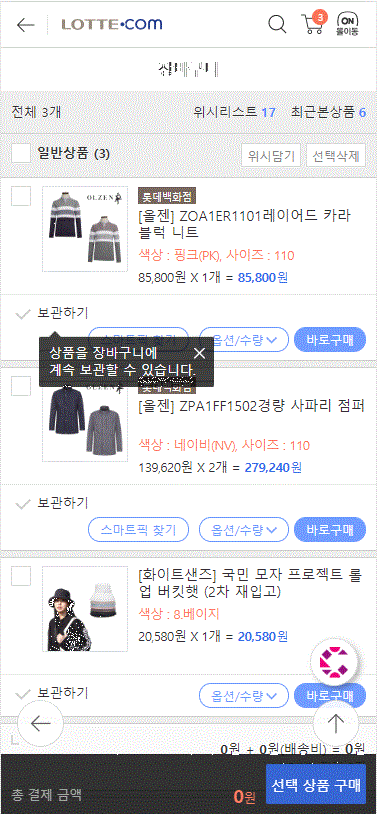 LOTTE.COM
3
ON
몰이동
장바구니
전체 3개
위시리스트 17
최근본상품 6
일반상품 (3)
위시담기
선택삭제
OLZEN
롯데백화점
[올젠] ZOA1ER1101레이어드 카라
블럭 니트
색상 : 핑크(PK), 사이즈 : 110
85,800원 X 1개 = 85,800원
보관하기
스마트픽 찾기
옵션/수량
바로구매
상품을 장바구니에
계속 보관할 수 있습니다.
OLZEN
롯데백화점
[올젠] ZPA1FF1502경량 사파리 점퍼
색상 : 네이비(NV), 사이즈 : 110
139,620원 X 2개 = 279,240원
보관하기
스마트픽 찾기
옵션/수량
바로구매
[화이트샌즈] 국민 모자 프로젝트 롤
업 버킷햇 (2차 재입고)
색상 : 8.베이지
20,580원 X 1개 = 20,580원
보관하기
옵션/수량
바로구매
0원 + 0원(배송비) = 0원
총 결제 금액
0원
선택 상품 구매